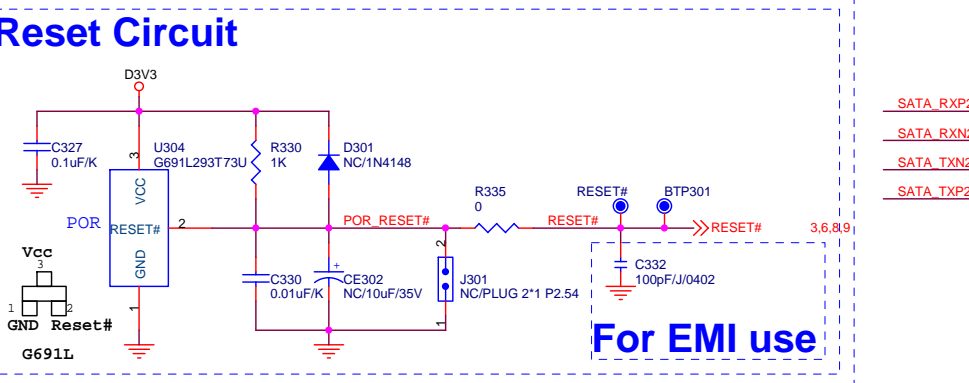 Reset Circuit
D3V3
C327
0.1uF/K
U304
G691L293T73U
R330
1K
D301
NC/1N4148
3
VCC
POR
RESET#
2
GND
1
POR_RESET#
R335
0
RESET#
RESET#
BTP301
RESET#
3,6,8,9
C330
0.01uF/K
+
CE302
NC/10uF/35V
2
J301
NC/PLUG 2*1 P2.54
1
C332
100pF/J/0402
For EMI use
Vcc
3
1
2
GND Reset#
G691L
SATA_RXP2
SATA_RXN2
SATA_TXN2
SATA_TXP2